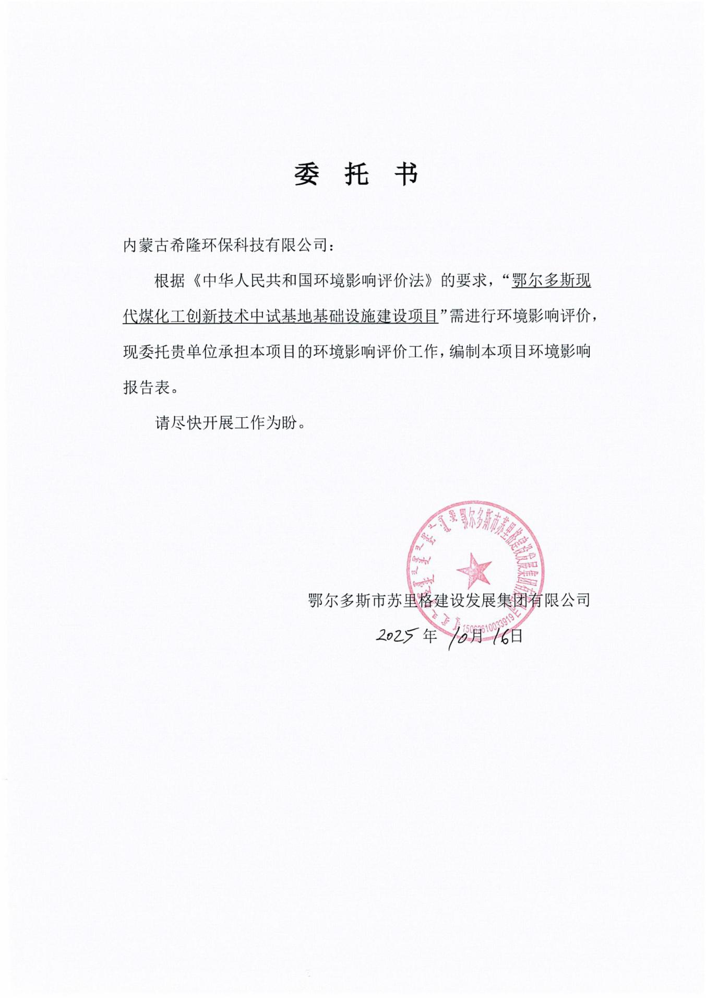 委 托 书
内蒙古希隆环保科技有限公司：
根据《中华人民共和国环境影响评价法》的要求，“鄂尔多斯现
代煤化工创新技术中试基地基础设施建设项目”需进行环境影响评价，
现委托贵单位承担本项目的环境影响评价工作，编制本项目环境影响
报告表。
请尽快开展工作为盼。
鄂尔多斯市苏里格建设发展集团有限公司
鄂尔多斯市苏里格建设发展集团有限公司
15062610033919
2025 年 10月 16日